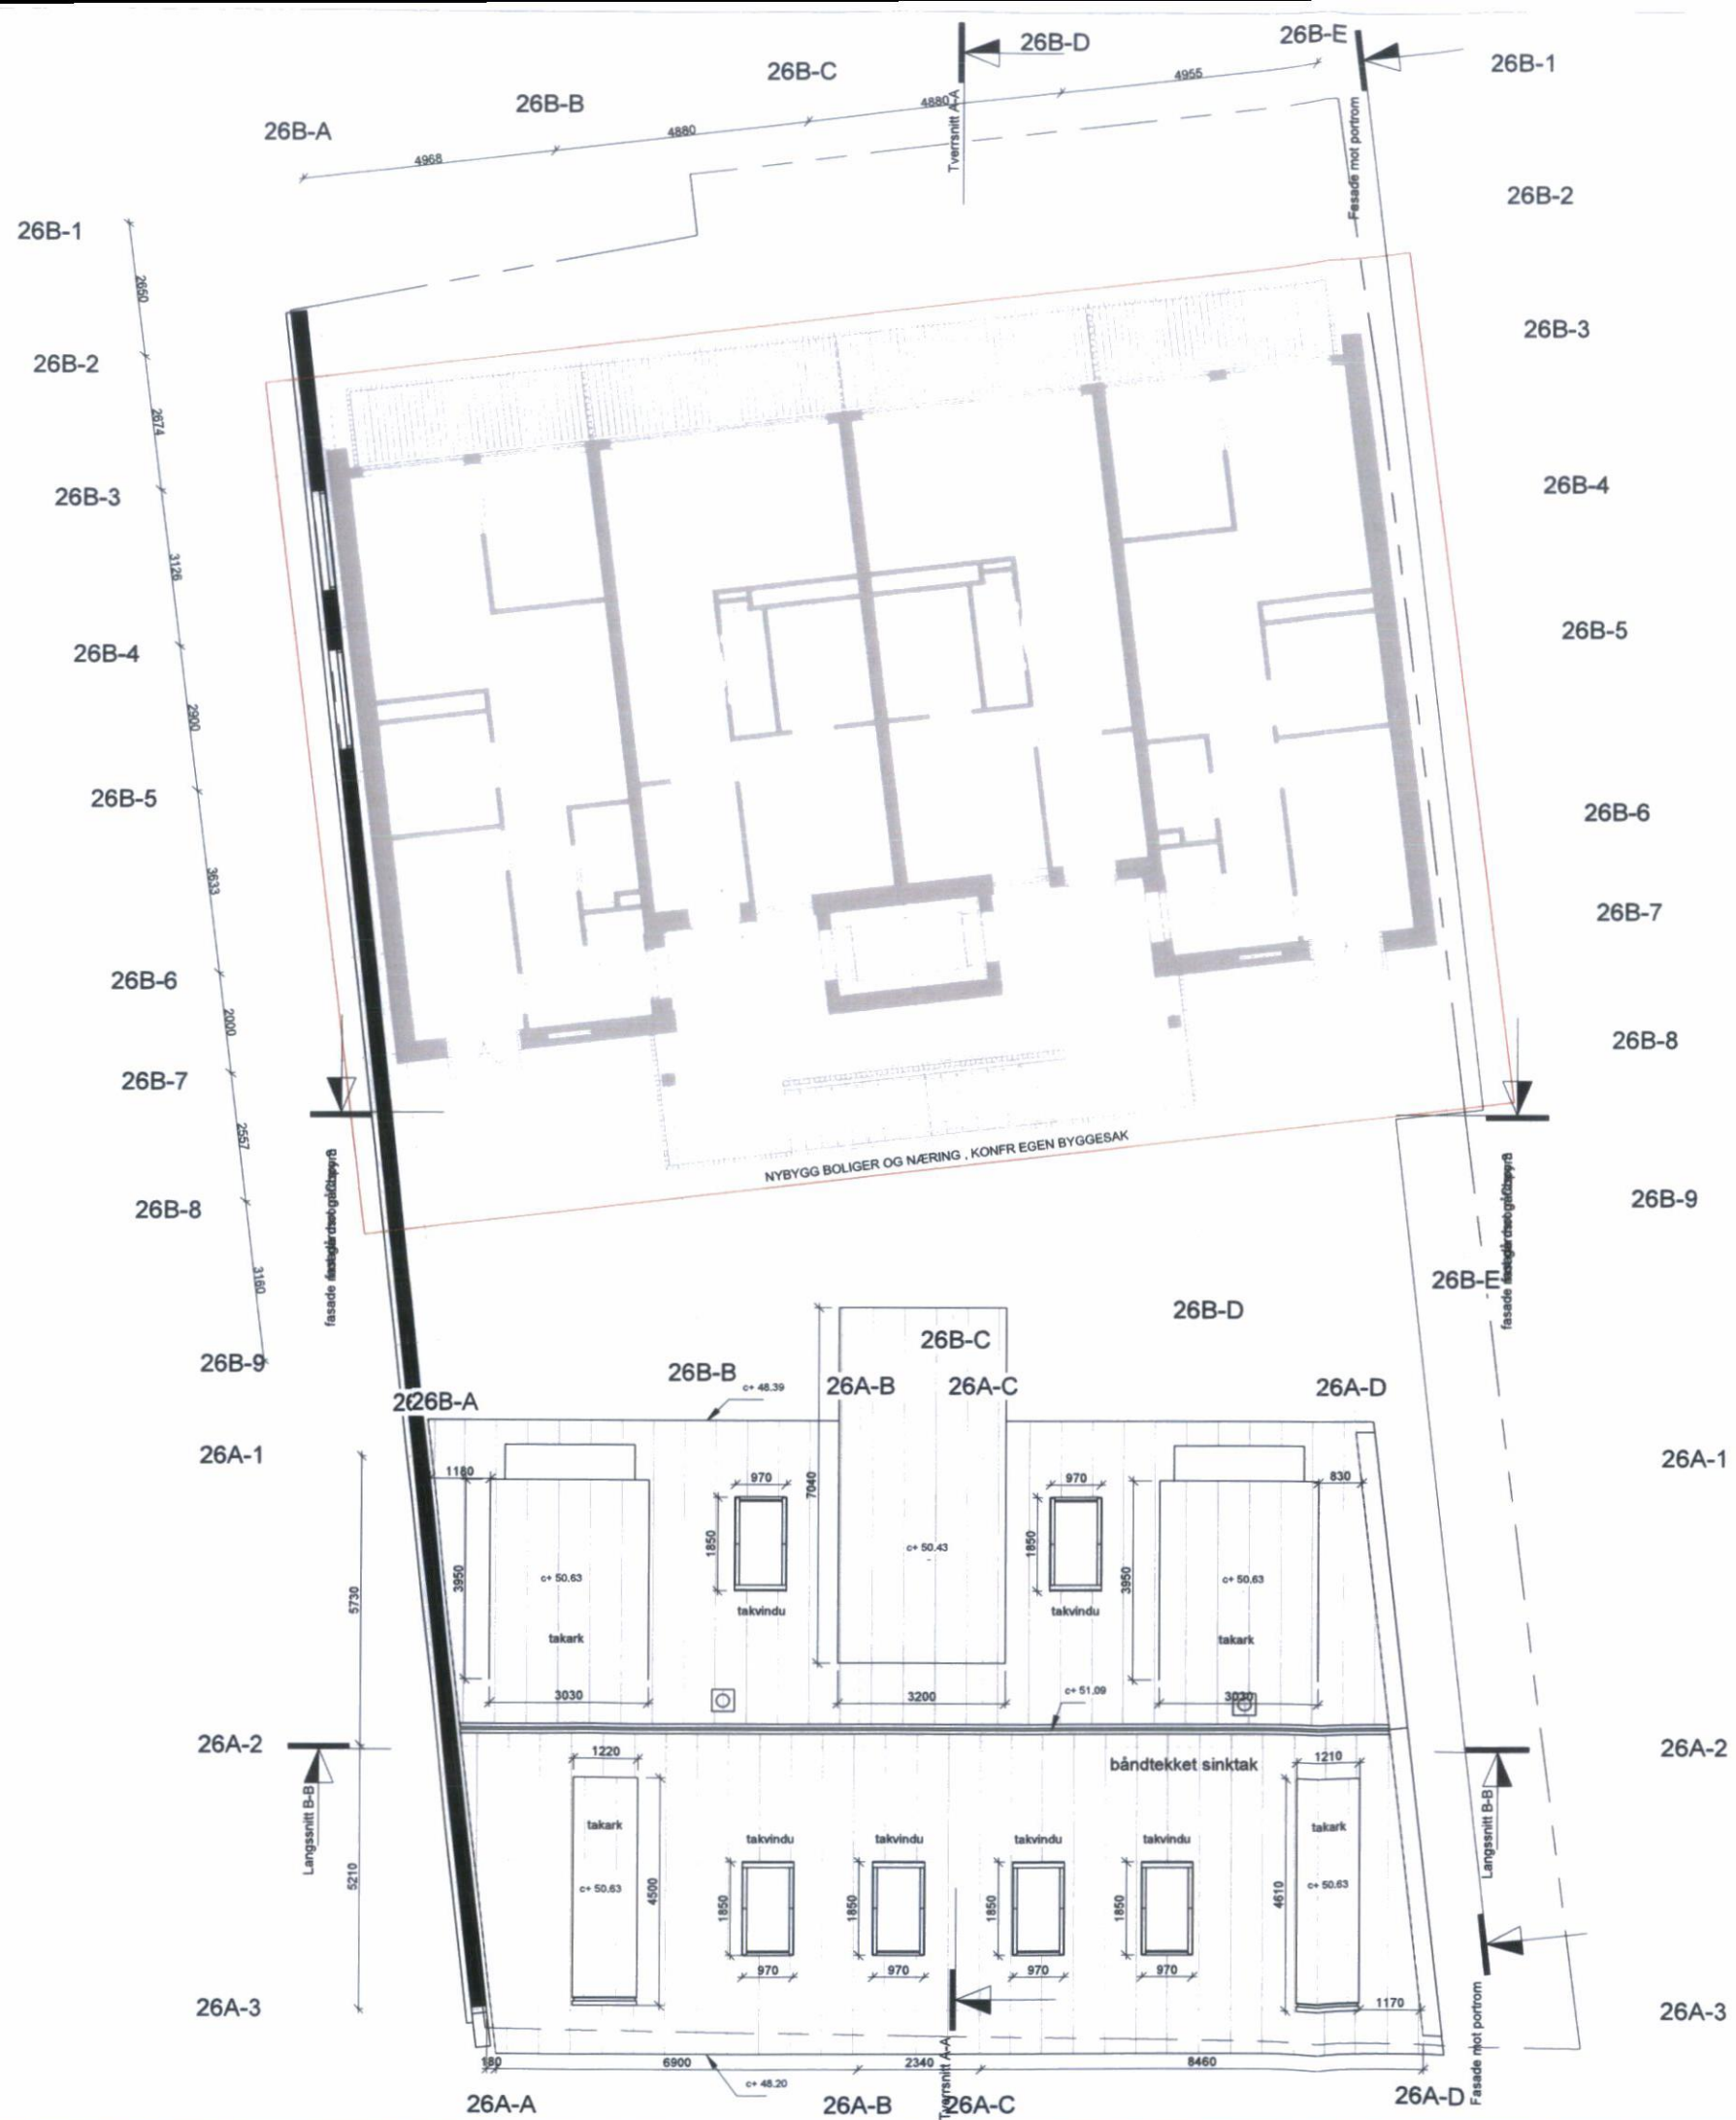 26B-E
26B-D
26B-1
26B-C
4955
26B-B
4880
26B-A
4880
4968
Tverrsnitt A-A
Fasade mot portrom
26B-2
26B-1
2650
26B-3
26B-2
2674
26B-4
26B-3
3126
26B-5
26B-4
2900
26B-5
26B-6
3633
26B-7
26B-6
2000
26B-8
26B-7
2557
NYBYGG BOLIGER OG NÆRING , KONFR EGEN BYGGESAK
26B-9
26B-8
3160
26B-E
26B-D
26B-C
26B-9
26B-B
c+ 48.39
26A-B
26A-C
26A-D
26B-A
26A-1
26A-1
1180
970
7040
970
830
1850
1850
c+ 50.43
3950
c+ 50.63
3950
c+ 50.63
5730
takvindu
takvindu
takark
takark
3030
3200
c+ 51.09
3030
26A-2
26A-2
1220
båndtekket sinktak
1210
Langssnitt B-B
Langssnitt B-B
takark
takark
takvindu
takvindu
takvindu
takvindu
5210
c+ 50.63
4500
1850
1850
1850
1850
4610
c+ 50.63
970
970
970
970
26A-3
1170
26A-3
Fasade mot portrom
Tverrsnitt A-A
180
6900
2340
8460
c+ 48.20
26A-A
26A-B
26A-C
26A-D